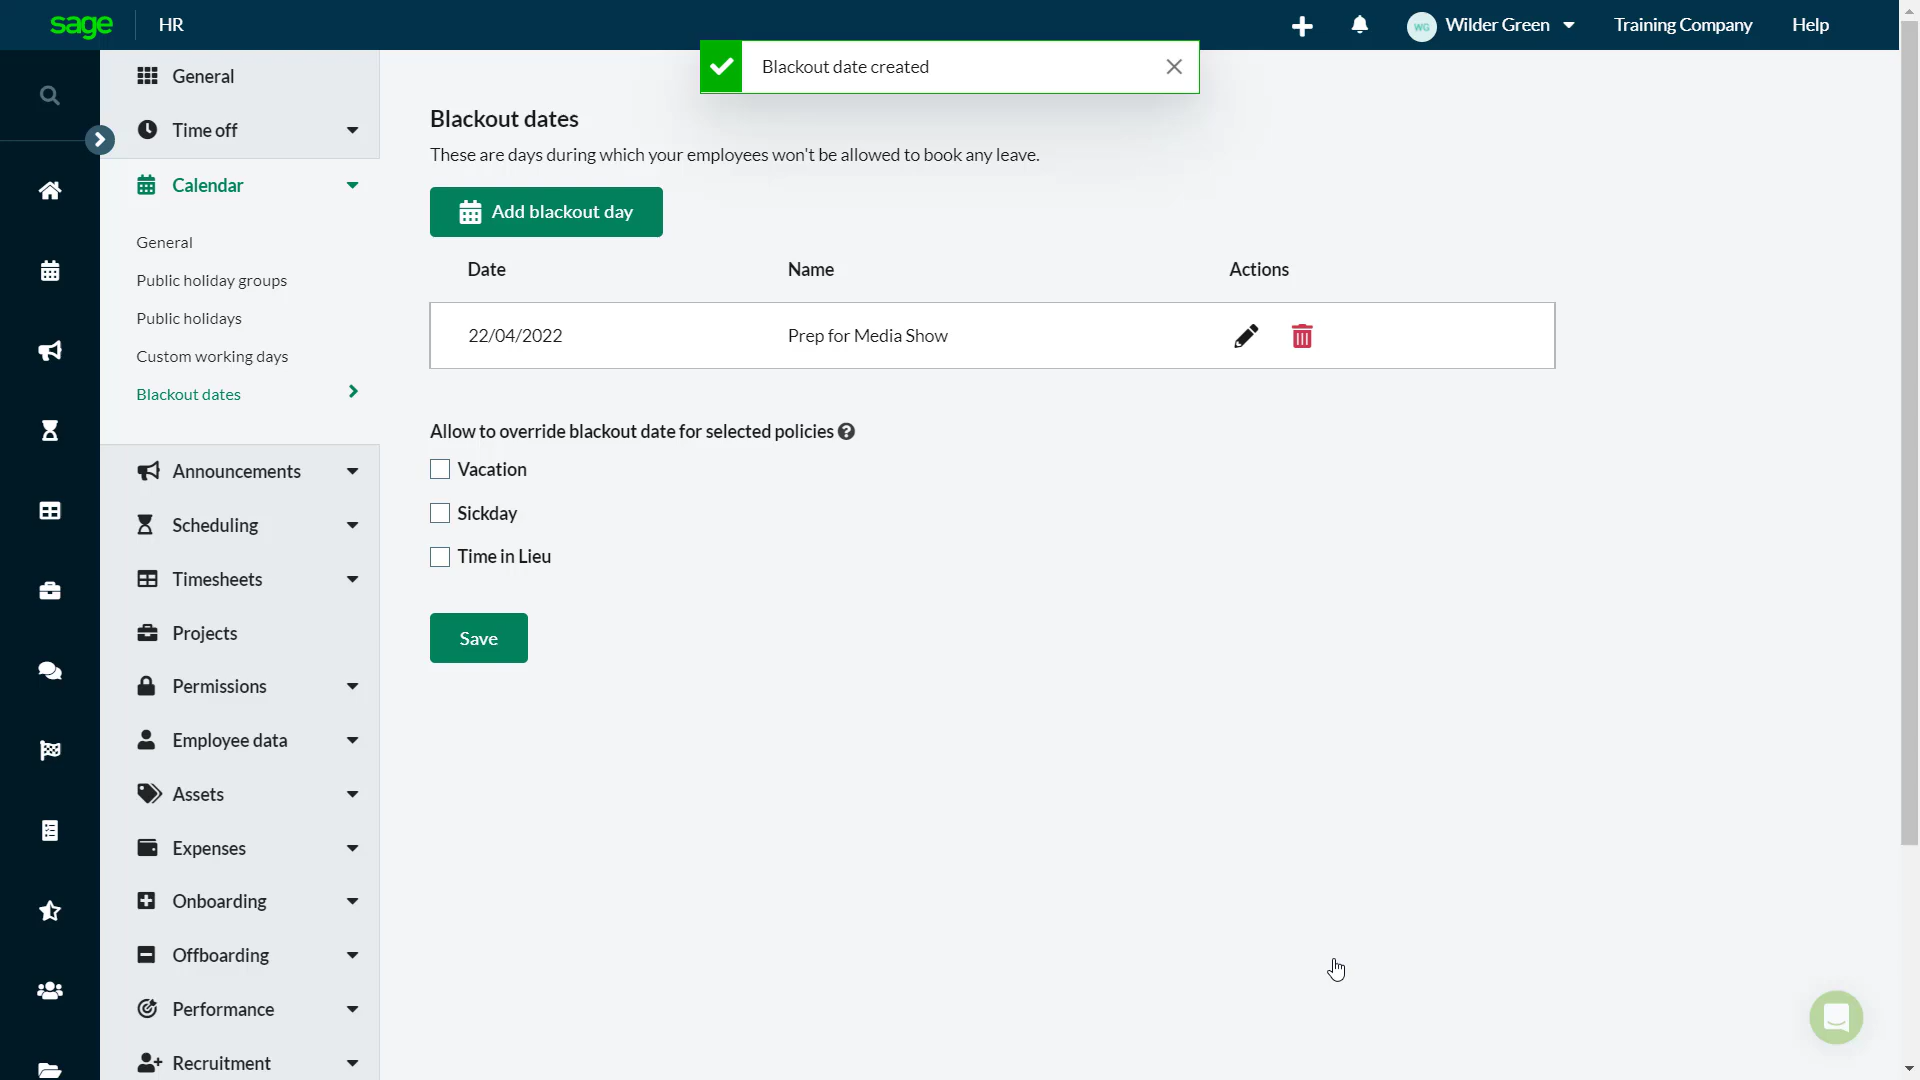 sage
HR
WG
Wilder Green
Training Company
Help
Blackout date created
General
Time off
Calendar
General
Public holiday groups
Public holidays
Custom working days
Blackout dates
Announcements
Scheduling
Timesheets
Projects
Permissions
Employee data
Assets
Expenses
Onboarding
Offboarding
Performance
Recruitment
Blackout dates
These are days during which your employees won't be allowed to book any leave.
Add blackout day
Date Name Actions
22/04/2022 Prep for Media Show
Allow to override blackout date for selected policies ?
Vacation
Sickday
Time in Lieu
Save